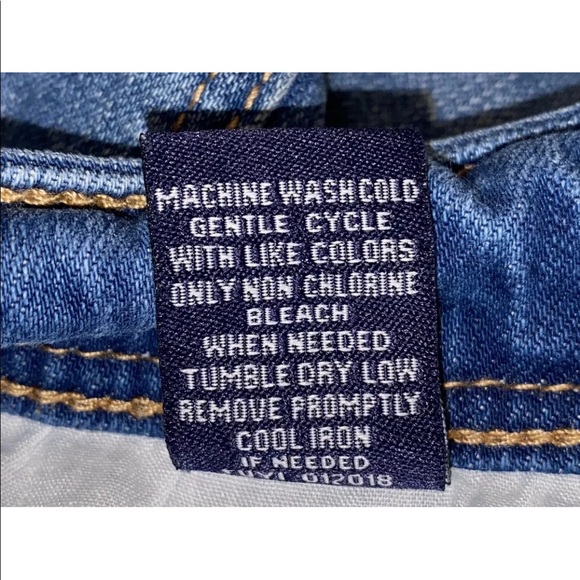 MACHINE WASH COLD
GENTLE CYCLE
WITH LIKE COLORS
ONLY NON CHLORINE
BLEACH
WHEN NEEDED
TUMBLE DRY LOW
REMOVE PROMPTLY
COOL IRON
IF NEEDED
012018